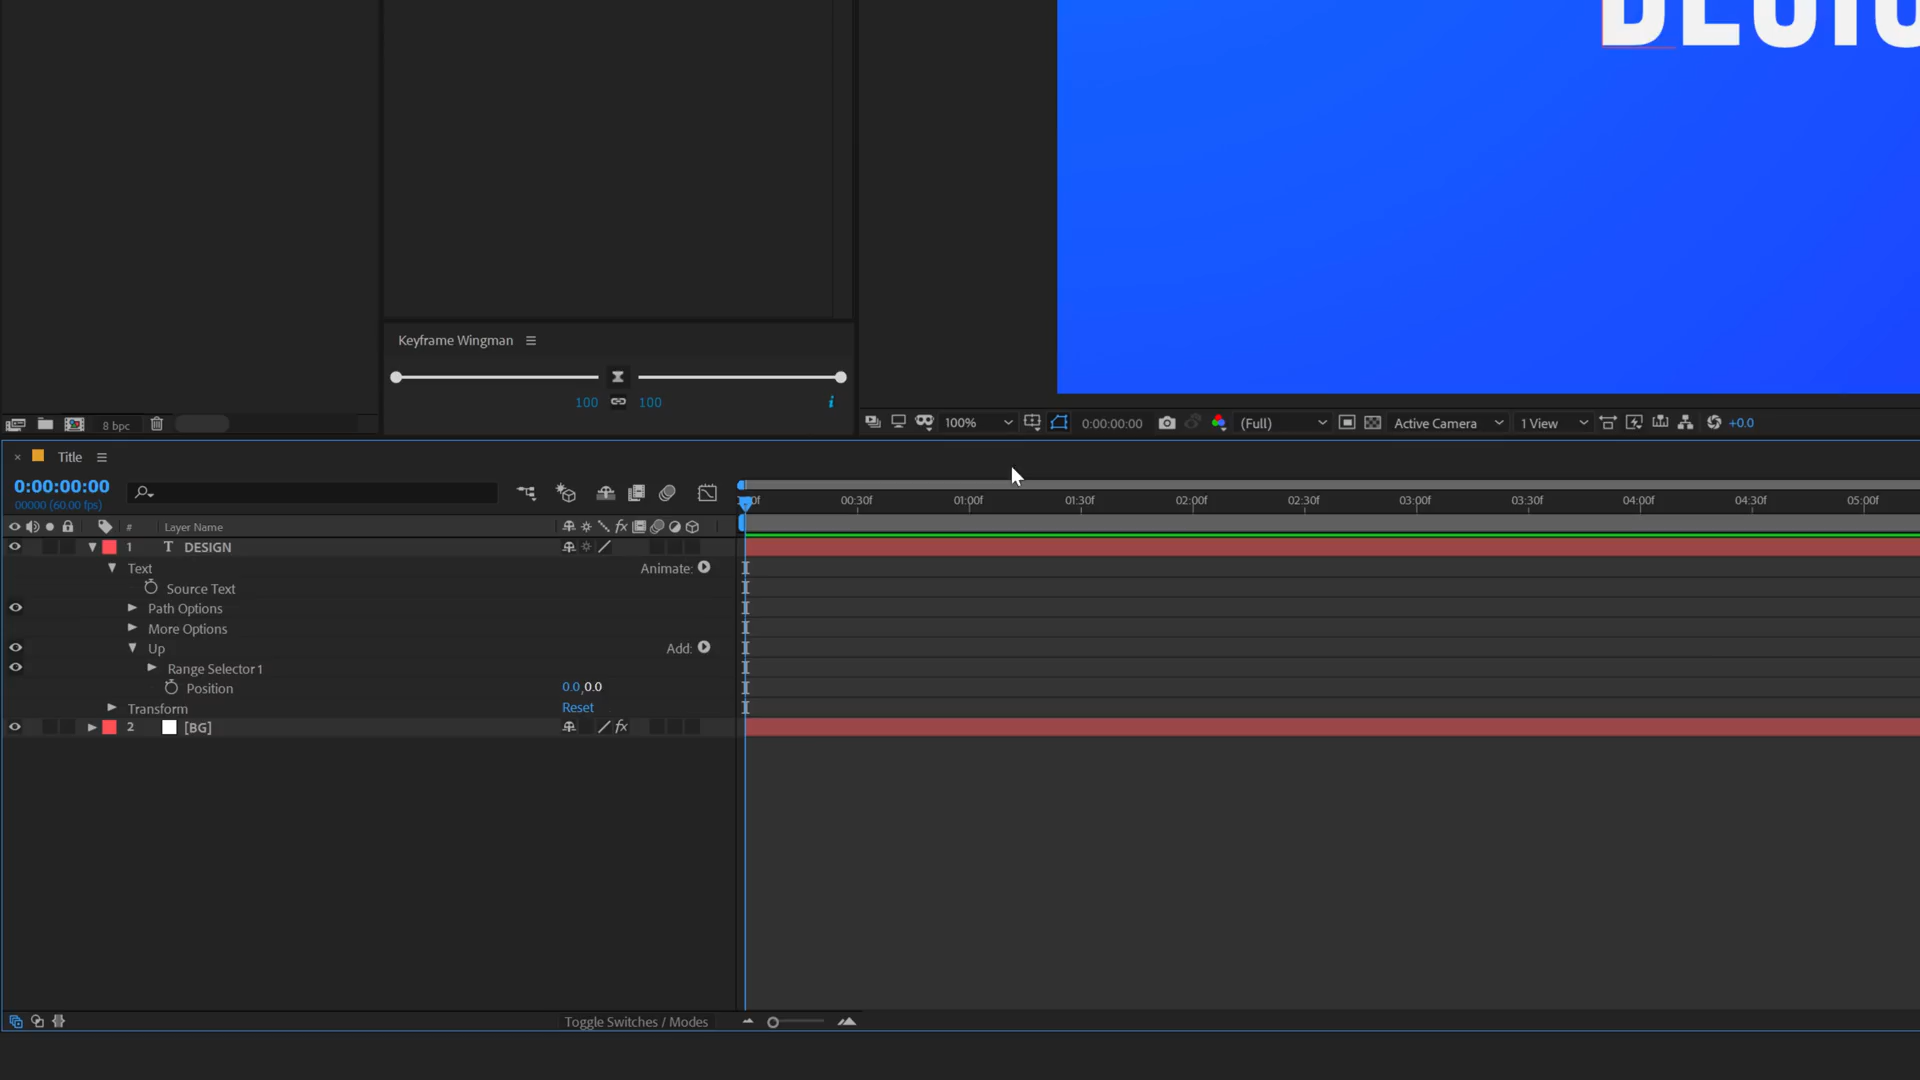 DESIG
Keyframe Wingman
100 100
8 bpc
100% 0:00:00:00 (Full) Active Camera 1 View +0.0
Title
0:00:00:00
00000 (60.00 fps)
00f 00:30f 01:00f 01:30f 02:00f 02:30f 03:00f 03:30f 04:00f 04:30f 05:00f
# Layer Name fx
1 T DESIGN
Text Animate:
Source Text
Path Options
More Options
Up Add:
Range Selector 1
Position 0.0,0.0
Transform Reset
2 [BG] fx
Toggle Switches / Modes